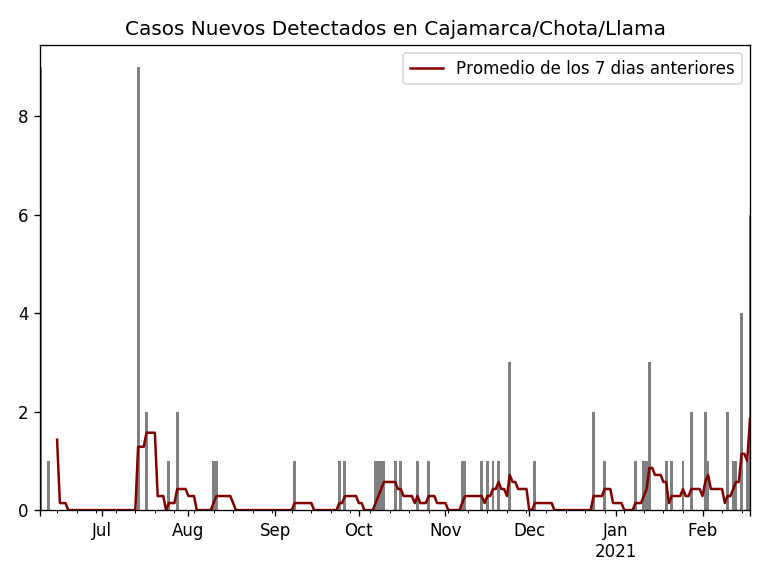 Casos Nuevos Detectados en Cajamarca/Chota/Llama
Promedio de los 7 dias anteriores
8
6
4
2
0
Jul Aug Sep Oct Nov Dec Jan Feb
2021